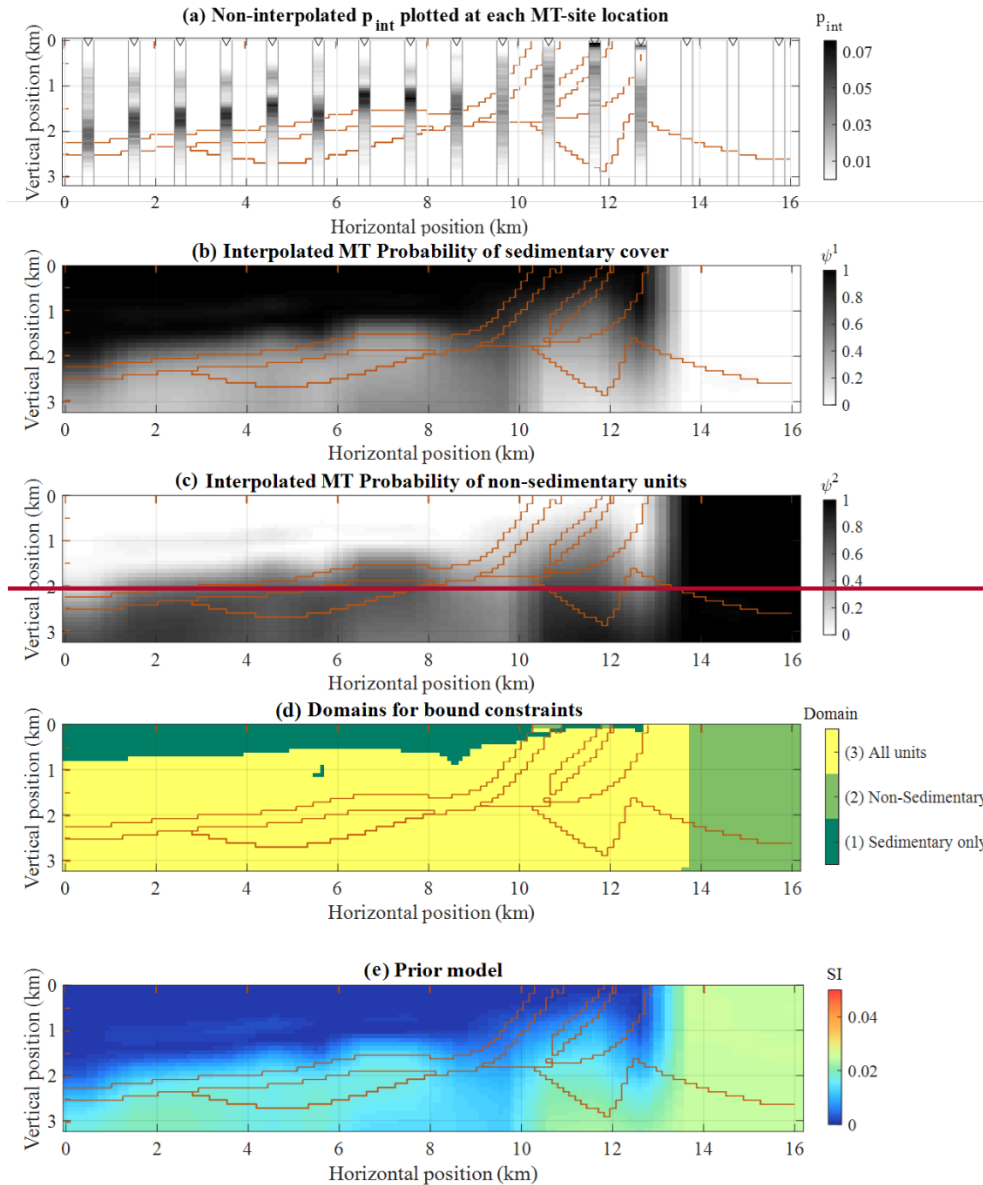 (a) Non-interpolated p_int plotted at each MT-site location
p_int
0.07
0.05
0.03
0.01
Vertical position (km)
0
1
2
3
0 2 4 6 8 10 12 14 16
Horizontal position (km)
(b) Interpolated MT Probability of sedimentary cover
ψ¹
1
0.8
0.6
0.4
0.2
0
Vertical position (km)
0
1
2
3
0 2 4 6 8 10 12 14 16
Horizontal position (km)
(c) Interpolated MT Probability of non-sedimentary units
ψ²
1
0.8
0.6
0.4
0.2
0
Vertical position (km)
0
1
2
3
0 2 4 6 8 10 12 14 16
Horizontal position (km)
(d) Domains for bound constraints
Domain
(3) All units
(2) Non-Sedimentary
(1) Sedimentary only
Vertical position (km)
0
1
2
3
0 2 4 6 8 10 12 14 16
Horizontal position (km)
(e) Prior model
SI
0.04
0.02
0
Vertical position (km)
0
1
2
3
0 2 4 6 8 10 12 14 16
Horizontal position (km)